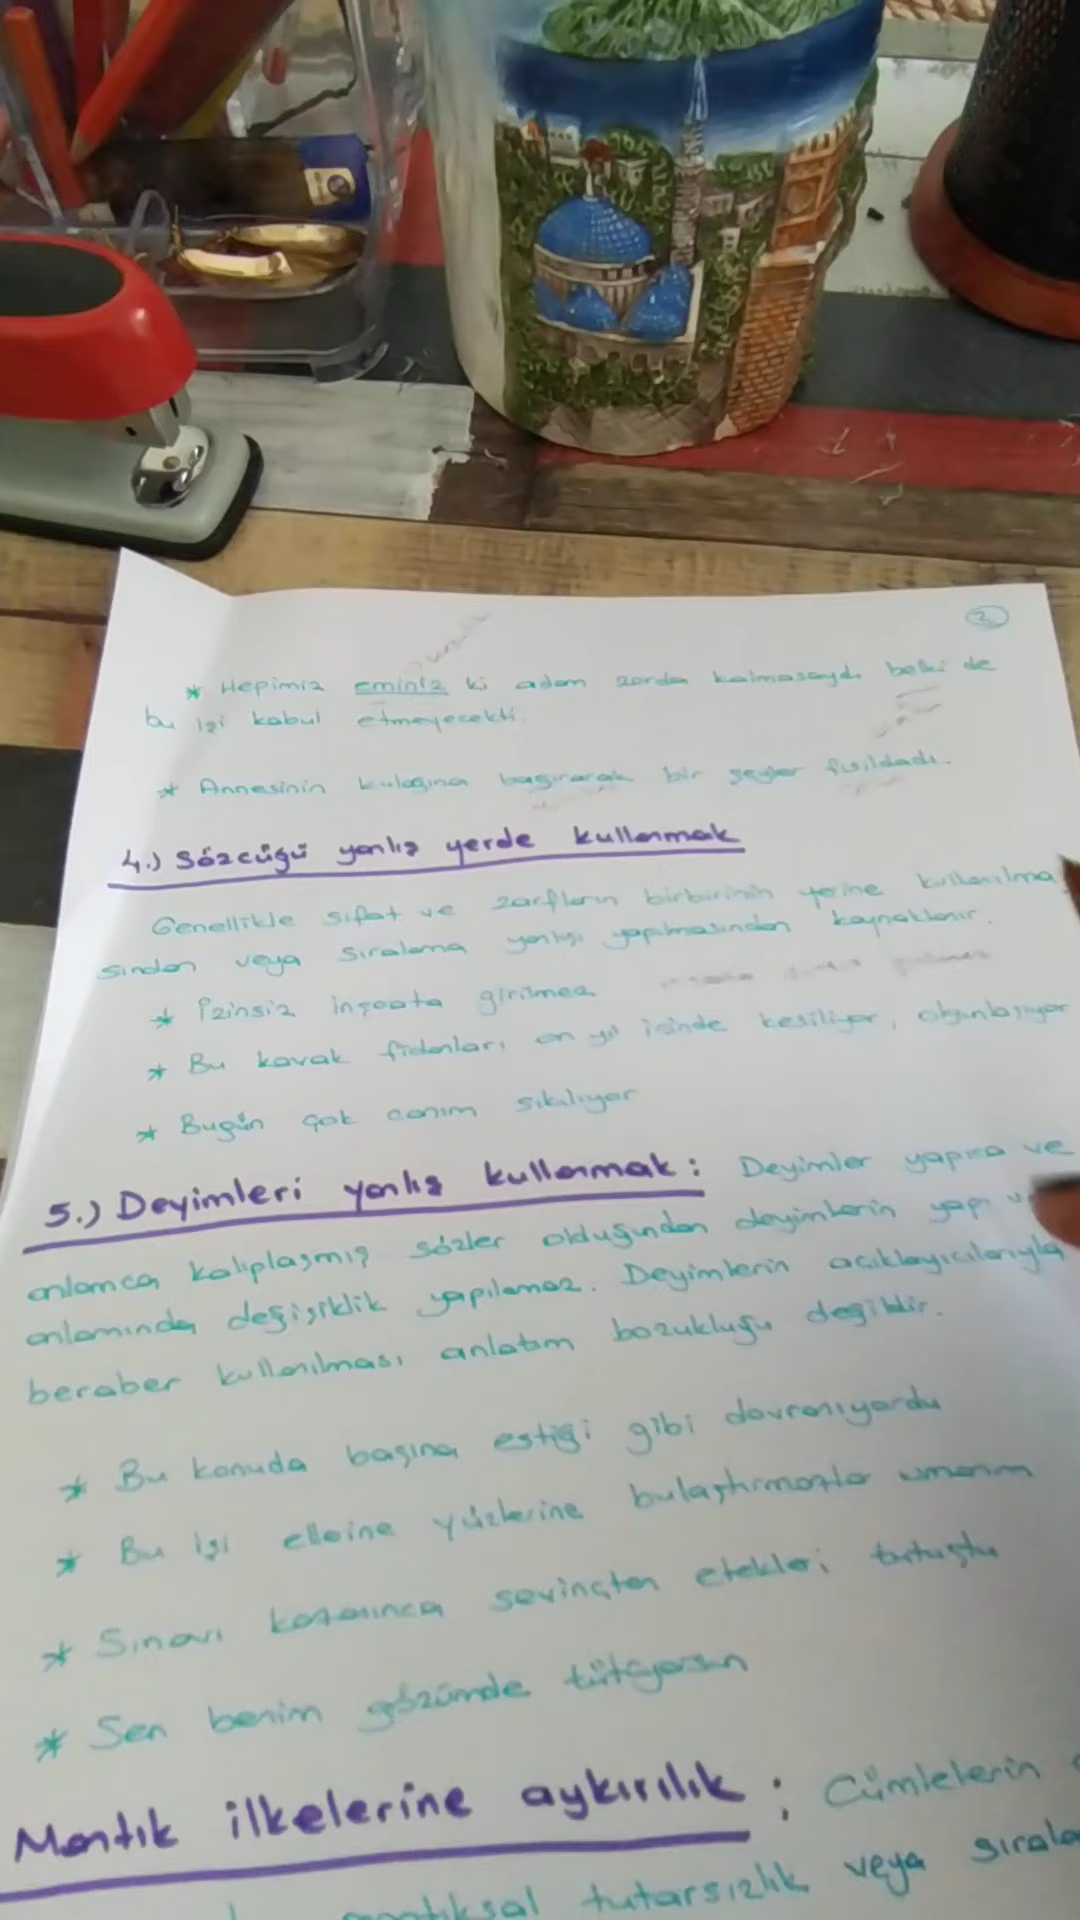 2
* Hepimiz eminiz ki adam zorda kalmasaydı belki de
bu işi kabul etmeyecekti.
* Annesinin kulağına bağırarak bir şeyler fısıldadı.
4.) Sözcüğü yanlış yerde kullanmak
Genellikle sıfat ve zarfların birbirinin yerine kullanılma
sından veya sıralama yanlışı yapılmasından kaynaklanır.
* İzinsiz inşaata girilmez
* Bu kavak fidanları on yıl içinde kesiliyor, olgunlaşıyor
* Bugün çok canım sıkılıyor
5.) Deyimleri yanlış kullanmak: Deyimler yapıca ve
anlamca kalıplaşmış sözler olduğundan deyimlerin yapı
anlamında değişiklik yapılamaz. Deyimlerin açıklayıcılarıyla
beraber kullanılması anlatım bozukluğu değildir.
* Bu konuda başına estiği gibi davranıyordu
* Bu işi ellerine yüzlerine bulaştırmazlar umarım
* Sınavı kazanınca sevinçten etekleri tutuştu
* Sen benim gözümde tütüyorsun
Mantık ilkelerine aykırılık: Cümlelerin
tutarsızlık veya